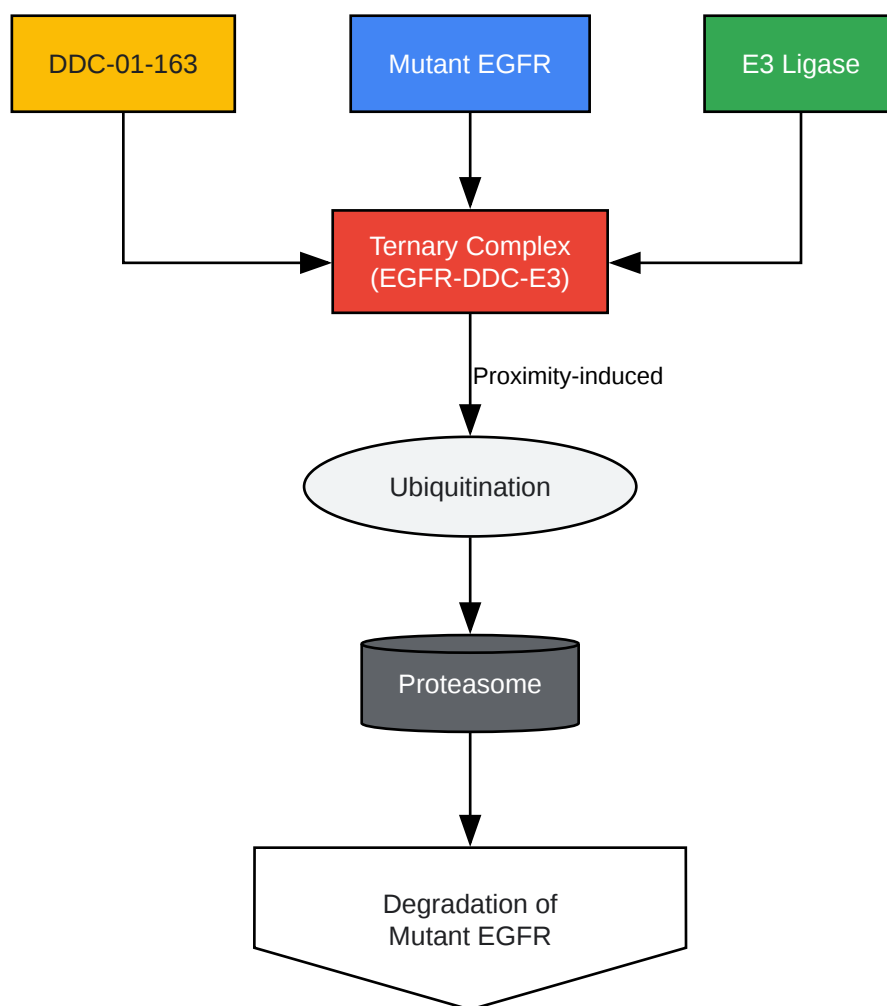 DDC-01-163
Mutant EGFR
E3 Ligase
Ternary Complex
(EGFR-DDC-E3)
Proximity-induced
Ubiquitination
Proteasome
Degradation of
Mutant EGFR